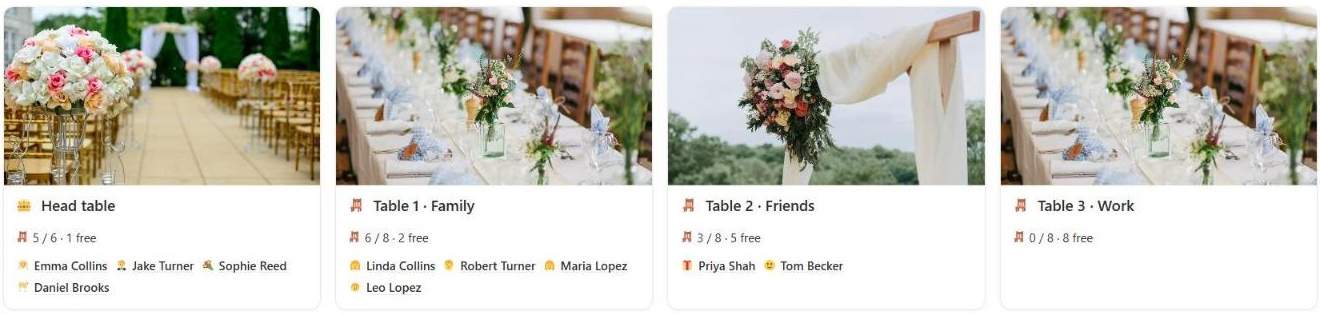 Head table
5 / 6 · 1 free
Emma Collins Jake Turner Sophie Reed
Daniel Brooks
Table 1 · Family
6 / 8 · 2 free
Linda Collins Robert Turner Maria Lopez
Leo Lopez
Table 2 · Friends
3 / 8 · 5 free
Priya Shah Tom Becker
Table 3 · Work
0 / 8 · 8 free